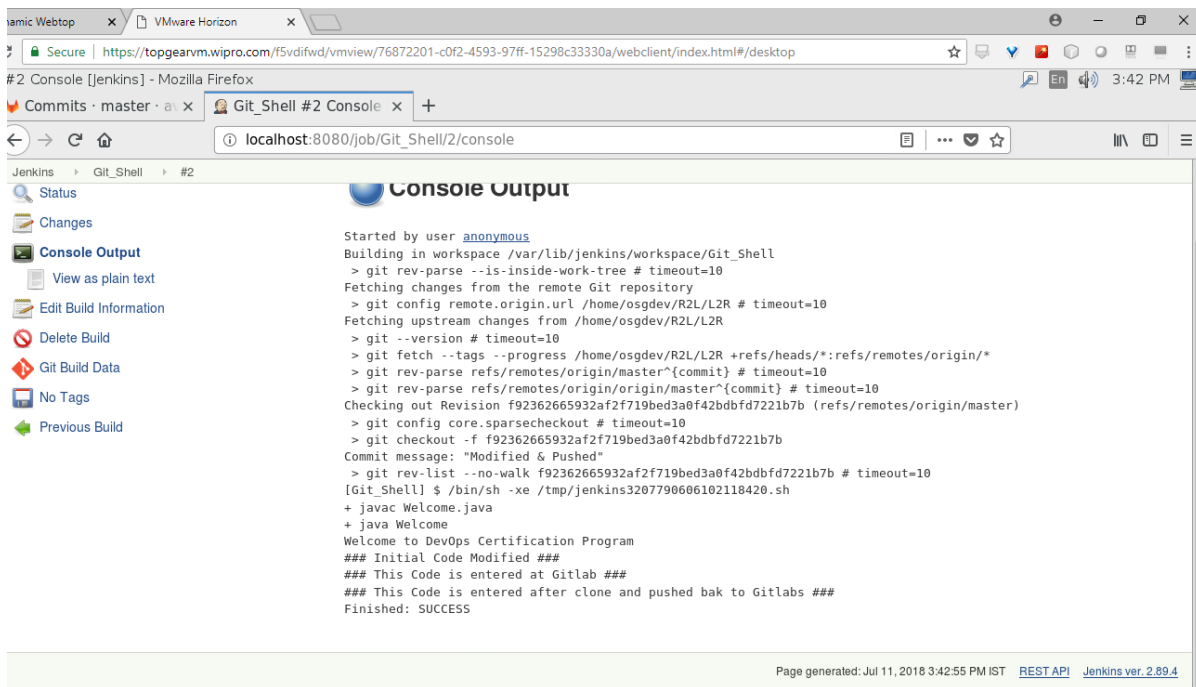 namic Webtop
VMware Horizon
Secure https://topgearvm.wipro.com/f5vdifwd/vmview/76872201-c0f2-4593-97ff-15298c33330a/webclient/index.html#/desktop
#2 Console [Jenkins] - Mozilla Firefox
En
3:42 PM
Commits · master · av
Git_Shell #2 Console
localhost:8080/job/Git_Shell/2/console
Jenkins
Git_Shell
#2
Status
Changes
Console Output
View as plain text
Edit Build Information
Delete Build
Git Build Data
No Tags
Previous Build
Console Output
Started by user anonymous
Building in workspace /var/lib/jenkins/workspace/Git_Shell
> git rev-parse --is-inside-work-tree # timeout=10
Fetching changes from the remote Git repository
> git config remote.origin.url /home/osgdev/R2L/L2R # timeout=10
Fetching upstream changes from /home/osgdev/R2L/L2R
> git --version # timeout=10
> git fetch --tags --progress /home/osgdev/R2L/L2R +refs/heads/*:refs/remotes/origin/*
> git rev-parse refs/remotes/origin/master^{commit} # timeout=10
> git rev-parse refs/remotes/origin/origin/master^{commit} # timeout=10
Checking out Revision f92362665932af2f719bed3a0f42bdbfd7221b7b (refs/remotes/origin/master)
> git config core.sparsecheckout # timeout=10
> git checkout -f f92362665932af2f719bed3a0f42bdbfd7221b7b
Commit message: "Modified & Pushed"
> git rev-list --no-walk f92362665932af2f719bed3a0f42bdbfd7221b7b # timeout=10
[Git_Shell] $ /bin/sh -xe /tmp/jenkins3207790606102118420.sh
+ javac Welcome.java
+ java Welcome
Welcome to DevOps Certification Program
### Initial Code Modified ###
### This Code is entered at Gitlab ###
### This Code is entered after clone and pushed bak to Gitlabs ###
Finished: SUCCESS
Page generated: Jul 11, 2018 3:42:55 PM IST REST API Jenkins ver. 2.89.4